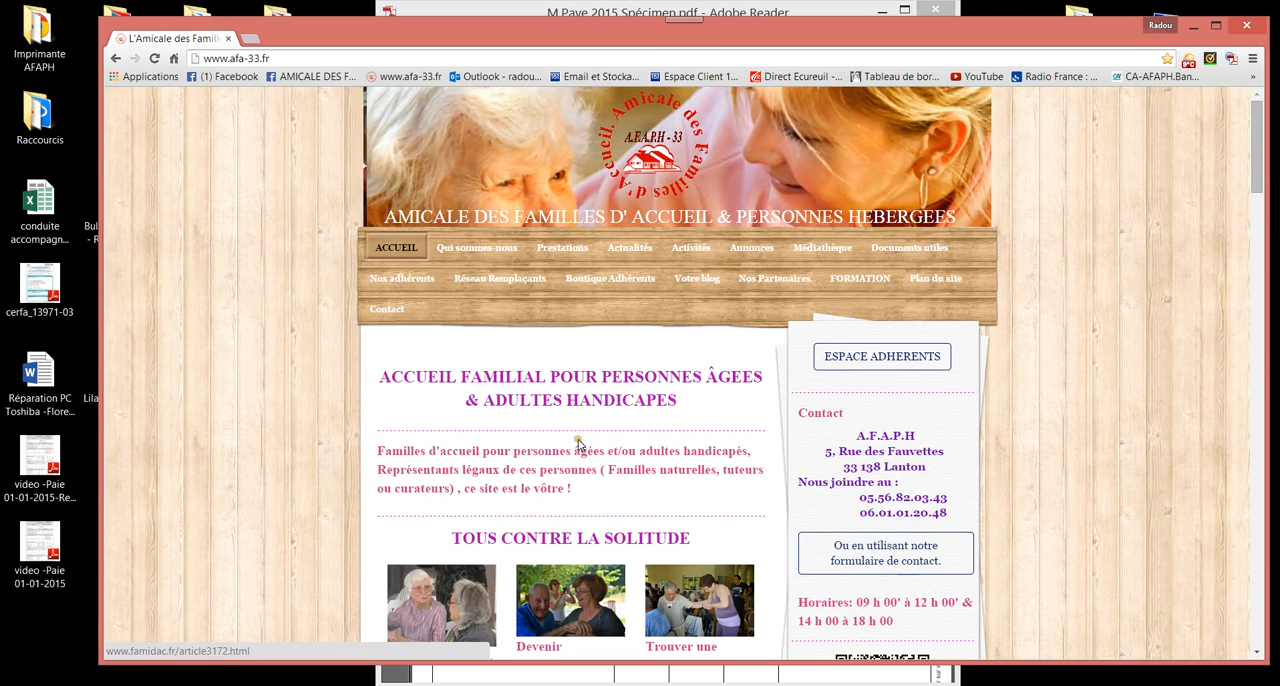 M Paye 2015 Spécimen.pdf - Adobe Reader
Radou
L'Amicale des Famill
www.afa-33.fr
Applications
(1) Facebook
AMICALE DES F...
www.afa-33.fr
Outlook - radou...
Email et Stocka...
Espace Client 1...
Direct Ecureuil -...
Tableau de bor...
YouTube
Radio France : ...
CA-AFAPH.Ban...
»
Imprimante
AFAPH
Raccourcis
conduite
accompagn...
Bul
- R
cerfa_13971-03
Réparation PC
Toshiba -Flore...
Lila
video -Paie
01-01-2015-Re...
video -Paie
01-01-2015
Amicale des Familles d'Accueil.
A.F.A.P.H - 33
AMICALE DES FAMILLES D' ACCUEIL & PERSONNES HEBERGEES
ACCUEIL
Qui sommes-nous
Prestations
Actualités
Activités
Annonces
Médiathèque
Documents utiles
Nos adhérents
Réseau Remplaçants
Boutique Adhérents
Votre blog
Nos Partenaires
FORMATION
Plan du site
Contact
ACCUEIL FAMILIAL POUR PERSONNES ÂGEES
& ADULTES HANDICAPES
Familles d'accueil pour personnes âgées et/ou adultes handicapés,
Représentants légaux de ces personnes ( Familles naturelles, tuteurs
ou curateurs) , ce site est le vôtre !
TOUS CONTRE LA SOLITUDE
Devenir
Trouver une
ESPACE ADHERENTS
Contact
A.F.A.P.H
5, Rue des Fauvettes
33 138 Lanton
Nous joindre au :
05.56.82.03.43
06.01.01.20.48
Ou en utilisant notre
formulaire de contact.
Horaires: 09 h 00' à 12 h 00' &
14 h 00 à 18 h 00
www.famidac.fr/article3172.html